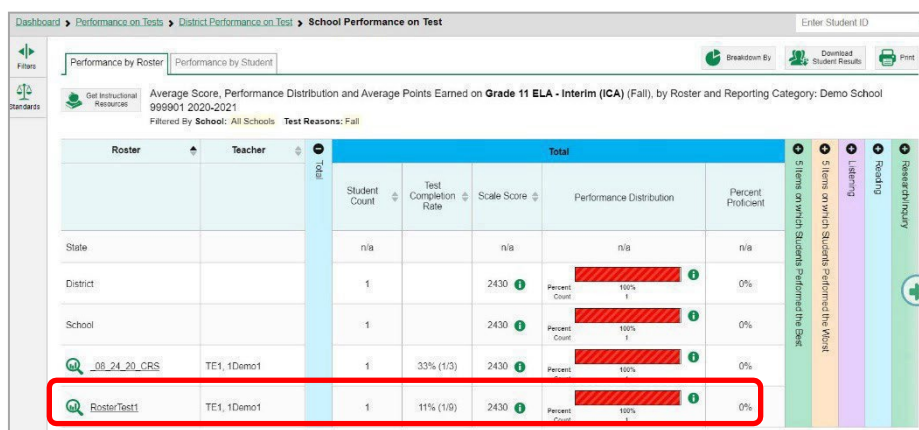 Dashboard > Performance on Tests > District Performance on Test > School Performance on Test
Enter Student ID
Filters
Standards
Performance by Roster
Performance by Student
Breakdown By
Download Student Results
Print
Get Instructional Resources
Average Score, Performance Distribution and Average Points Earned on Grade 11 ELA - Interim (ICA) (Fall), by Roster and Reporting Category: Demo School
999901 2020-2021
Filtered By School: All Schools Test Reasons: Fall
Roster Teacher Total Total
Student Count Test Completion Rate Scale Score Performance Distribution Percent Proficient
5 Items on which Students Performed the Best
5 Items on which Students Performed the Worst
Listening
Reading
Research/Inquiry
State n/a n/a n/a n/a
District 1 2430 Percent 100% Count 1 0%
School 1 2430 Percent 100% Count 1 0%
_08_24_20_CRS TE1, 1Demo1 1 33% (1/3) 2430 Percent 100% Count 1 0%
RosterTest1 TE1, 1Demo1 1 11% (1/9) 2430 Percent 100% Count 1 0%